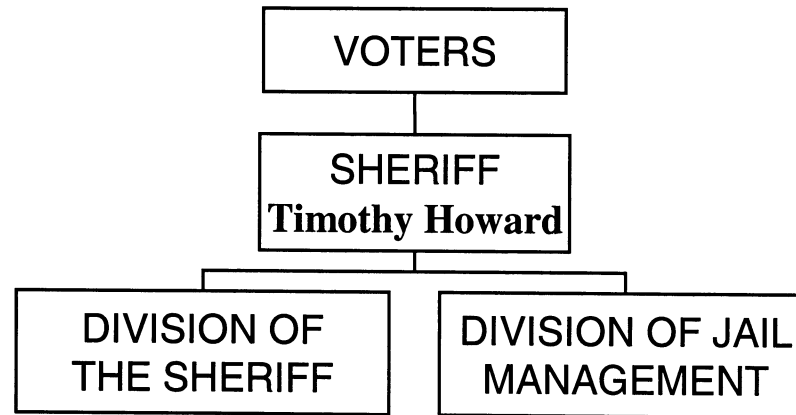 VOTERS
SHERIFF
Timothy Howard
DIVISION OF
THE SHERIFF
DIVISION OF JAIL
MANAGEMENT